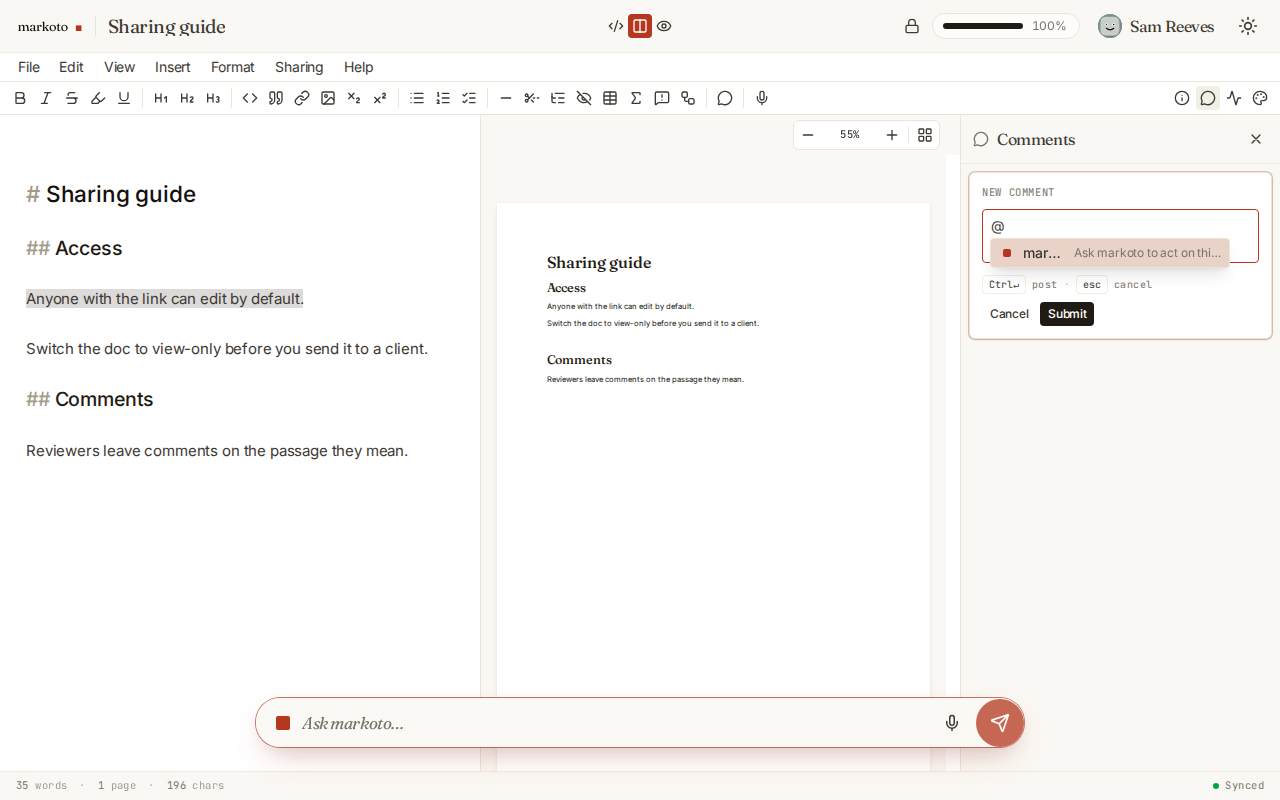 markoto
Sharing guide
100%
Sam Reeves
File Edit View Insert Format Sharing Help
H1 H2 H3
55%
Comments
# Sharing guide
## Access
Anyone with the link can edit by default.
Switch the doc to view-only before you send it to a client.
## Comments
Reviewers leave comments on the passage they mean.
Sharing guide
Access
Anyone with the link can edit by default.
Switch the doc to view-only before you send it to a client.
Comments
Reviewers leave comments on the passage they mean.
NEW COMMENT
@
mar... Ask markoto to act on thi...
Ctrl↵ post · esc cancel
Cancel Submit
Ask markoto...
35 words · 1 page · 196 chars
Synced